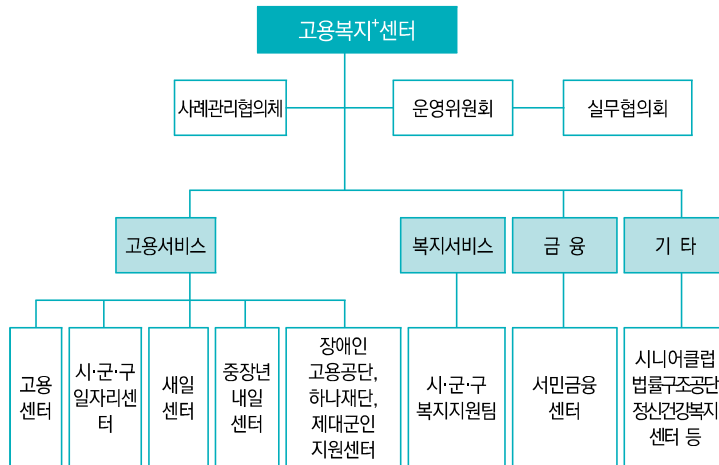 고용복지+센터
사례관리협의체
운영위원회
실무협의회
고용서비스
복지서비스
금 융
기 타
고용
센터
시·군·구
일자리센
터
새일
센터
중장년
내일
센터
장애인
고용공단,
하나재단,
제대군인
지원센터
시·군·구
복지지원팀
서민금융
센터
시니어클럽
법률구조공단
정신건강복지
센터 등